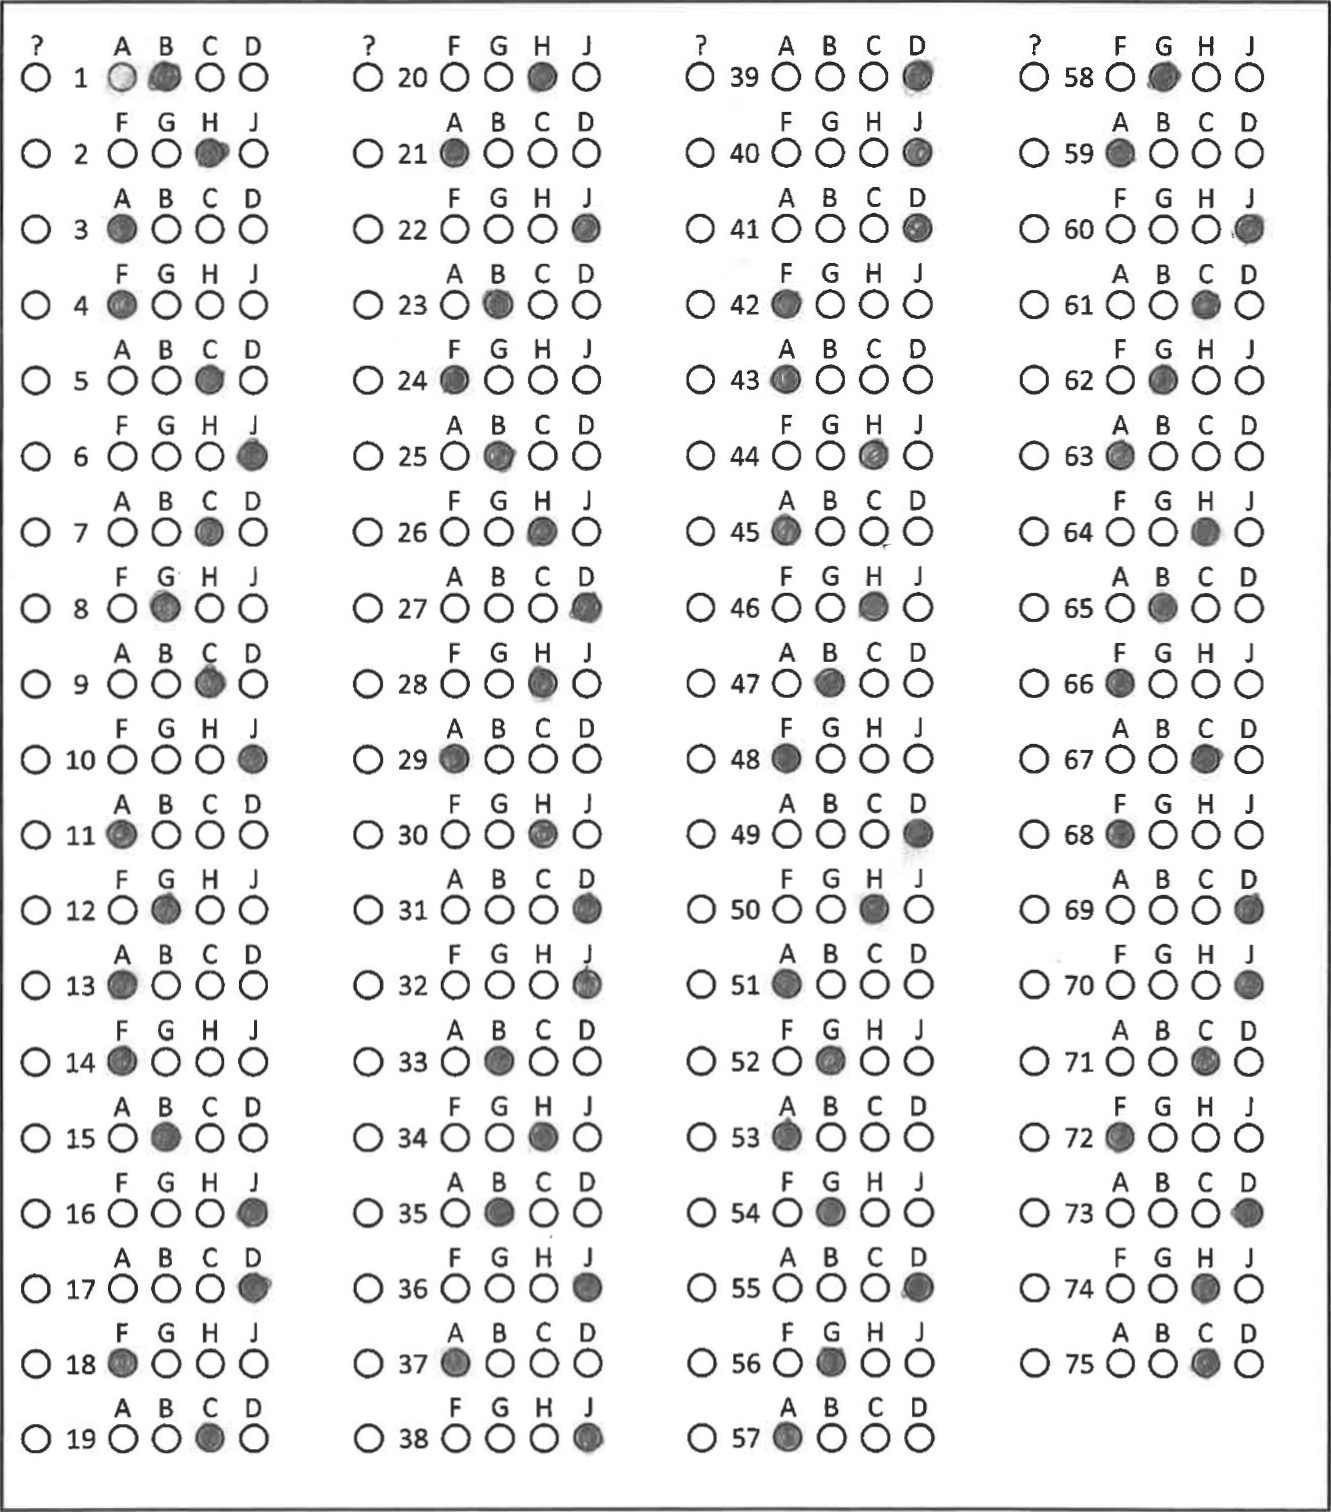 ? A B C D
1
F G H J
2
A B C D
3
F G H J
4
A B C D
5
F G H J
6
A B C D
7
F G H J
8
A B C D
9
F G H J
10
A B C D
11
F G H J
12
A B C D
13
F G H J
14
A B C D
15
F G H J
16
A B C D
17
F G H J
18
A B C D
19
? F G H J
20
A B C D
21
F G H J
22
A B C D
23
F G H J
24
A B C D
25
F G H J
26
A B C D
27
F G H J
28
A B C D
29
F G H J
30
A B C D
31
F G H J
32
A B C D
33
F G H J
34
A B C D
35
F G H J
36
A B C D
37
F G H J
38
? A B C D
39
F G H J
40
A B C D
41
F G H J
42
A B C D
43
F G H J
44
A B C D
45
F G H J
46
A B C D
47
F G H J
48
A B C D
49
F G H J
50
A B C D
51
F G H J
52
A B C D
53
F G H J
54
A B C D
55
F G H J
56
A B C D
57
? F G H J
58
A B C D
59
F G H J
60
A B C D
61
F G H J
62
A B C D
63
F G H J
64
A B C D
65
F G H J
66
A B C D
67
F G H J
68
A B C D
69
F G H J
70
A B C D
71
F G H J
72
A B C D
73
F G H J
74
A B C D
75